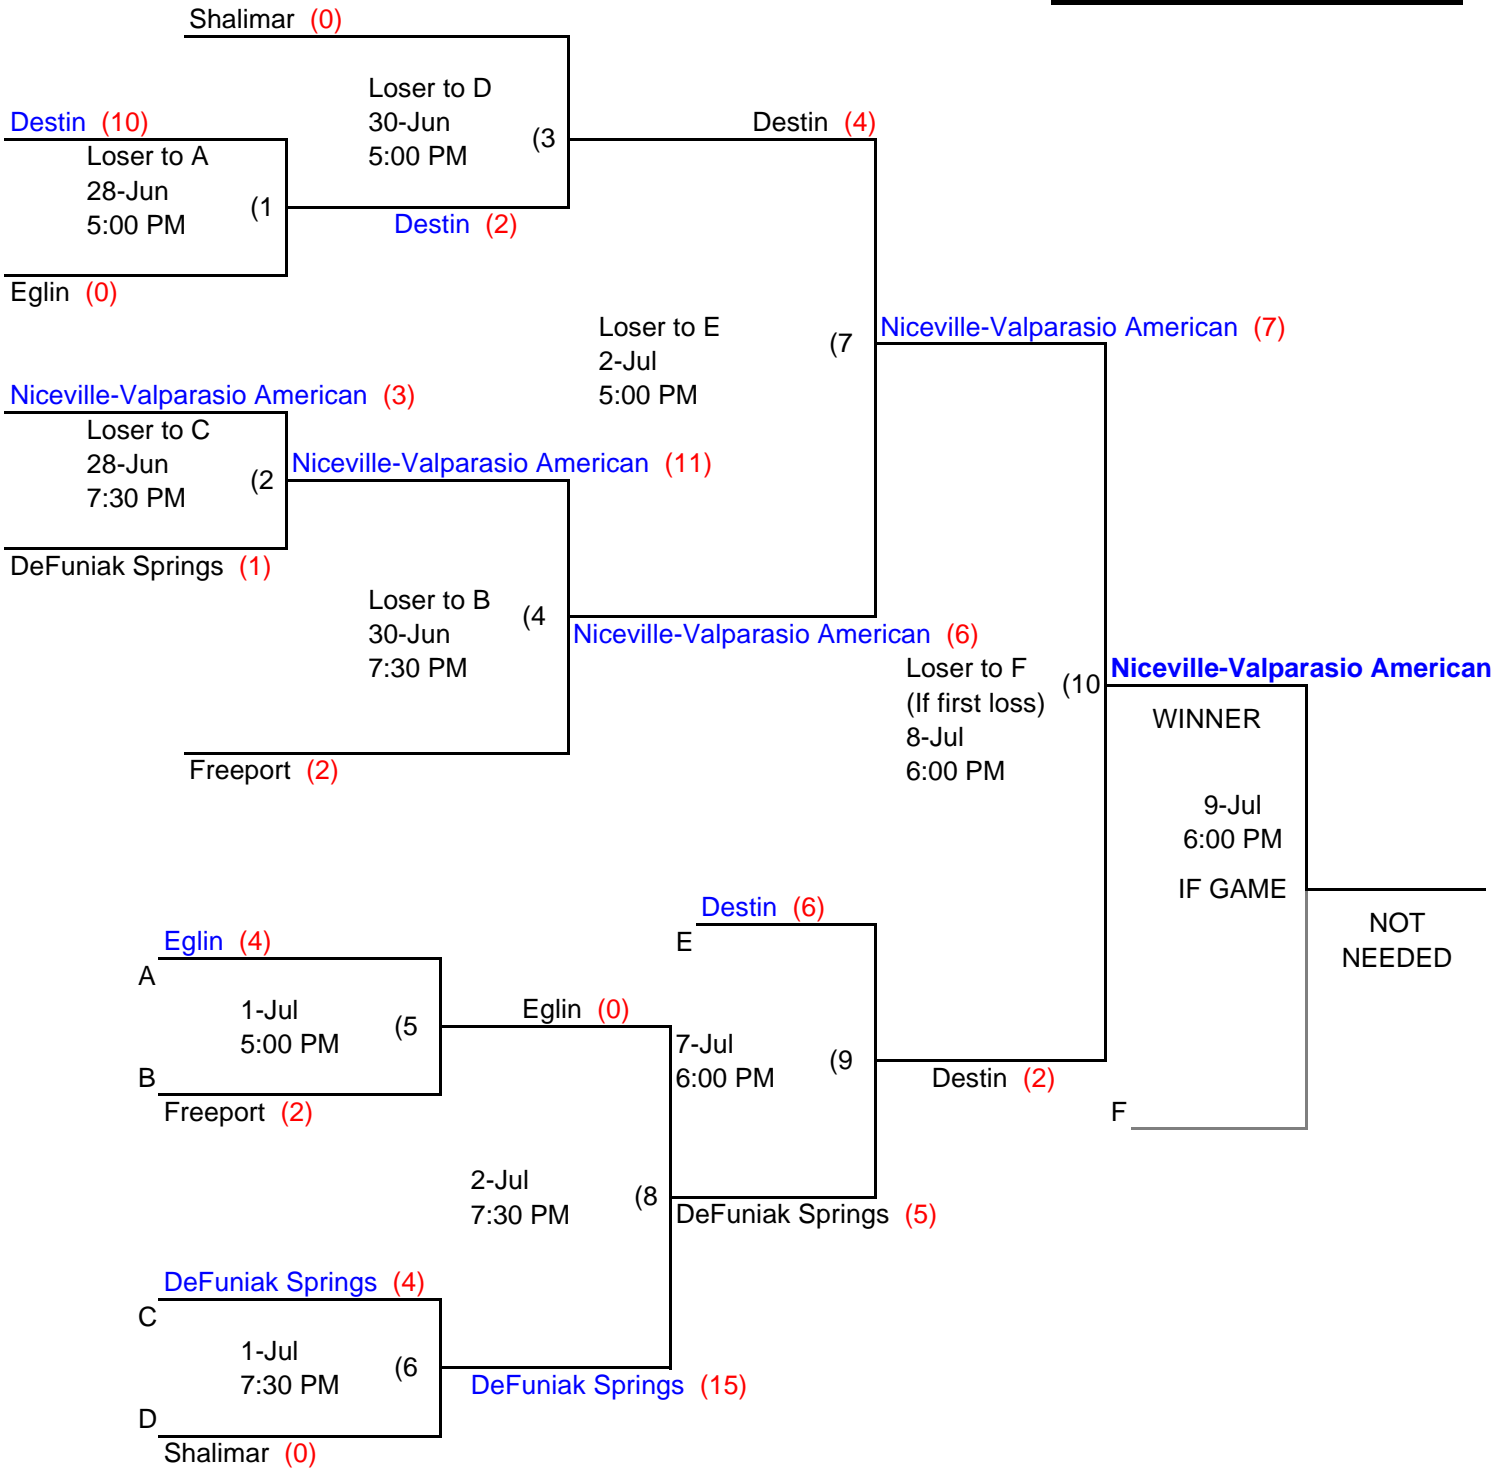 Shalimar (0)
Loser to D
30-Jun
5:00 PM
(3
Destin (10)
Destin (4)
Loser to A
28-Jun
5:00 PM
(1
Destin (2)
Eglin (0)
Loser to E
2-Jul
5:00 PM
(7
Niceville-Valparasio American (7)
Niceville-Valparasio American (3)
Loser to C
28-Jun
7:30 PM
(2
Niceville-Valparasio American (11)
DeFuniak Springs (1)
Loser to B
30-Jun
7:30 PM
(4
Niceville-Valparasio American (6)
Loser to F
(If first loss)
8-Jul
6:00 PM
(10
Niceville-Valparasio American
WINNER
Freeport (2)
9-Jul
6:00 PM
IF GAME
NOT
NEEDED
Destin (6)
E
Eglin (4)
A
1-Jul
5:00 PM
(5
Eglin (0)
7-Jul
6:00 PM
(9
B
Freeport (2)
Destin (2)
F
2-Jul
7:30 PM
(8
DeFuniak Springs (5)
DeFuniak Springs (4)
C
1-Jul
7:30 PM
(6
DeFuniak Springs (15)
D
Shalimar (0)